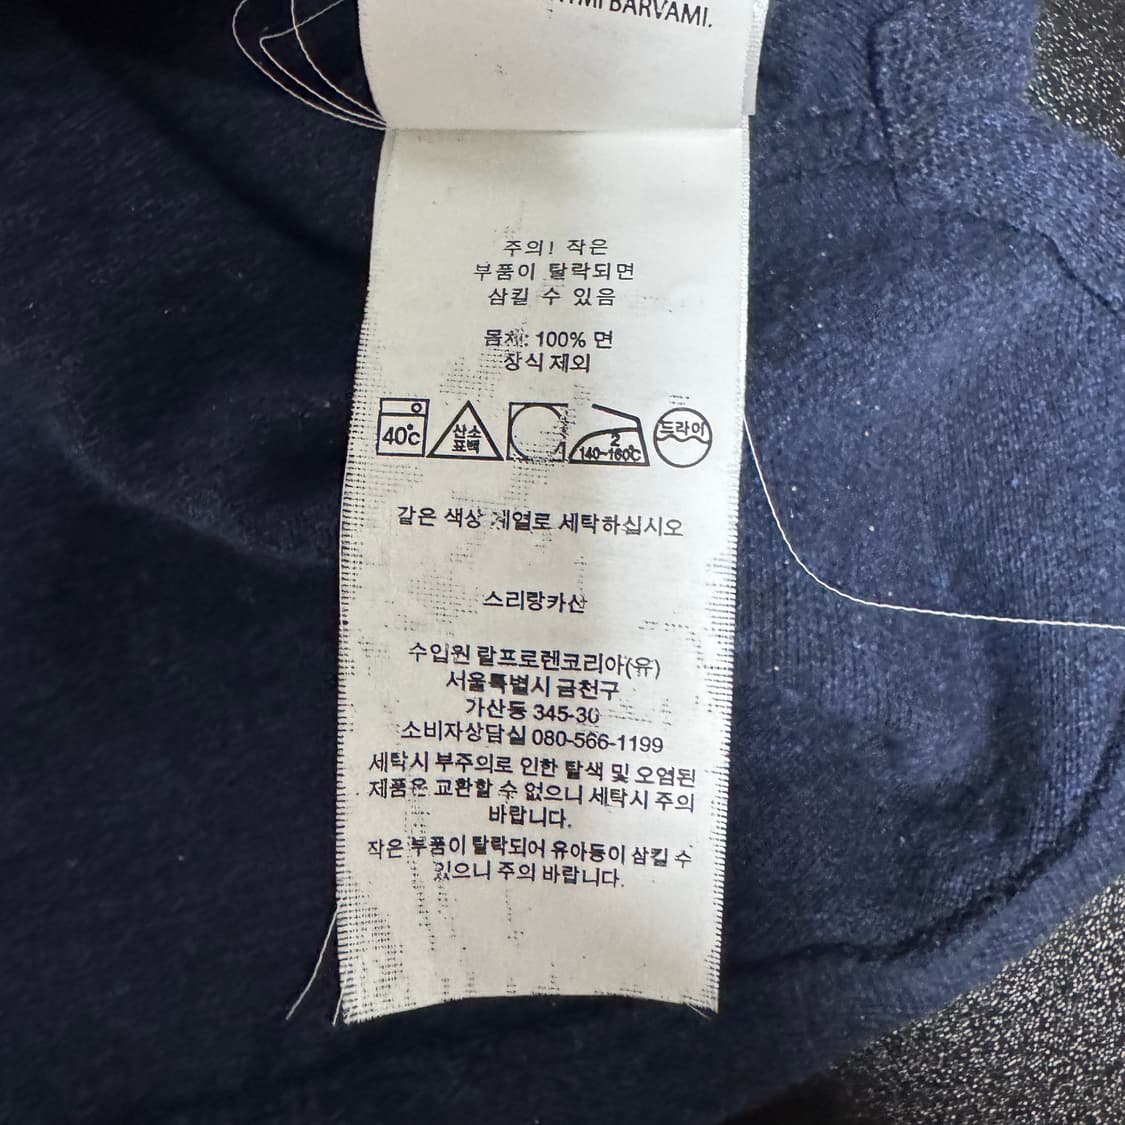 BARVAMI.
주의! 작은
부품이 탈락되면
삼킬 수 있음
몸체: 100% 면
장식 제외
40°c
산소
표백
2
140~160°C
드라이
같은 색상 계열로 세탁하십시오
스리랑카산
수입원 랄프로렌코리아(유)
서울특별시 금천구
가산동 345-30
소비자상담실 080-566-1199
세탁시 부주의로 인한 탈색 및 오염된
제품은 교환할 수 없으니 세탁시 주의
바랍니다.
작은 부품이 탈락되어 유아등이 삼킬 수
있으니 주의 바랍니다.